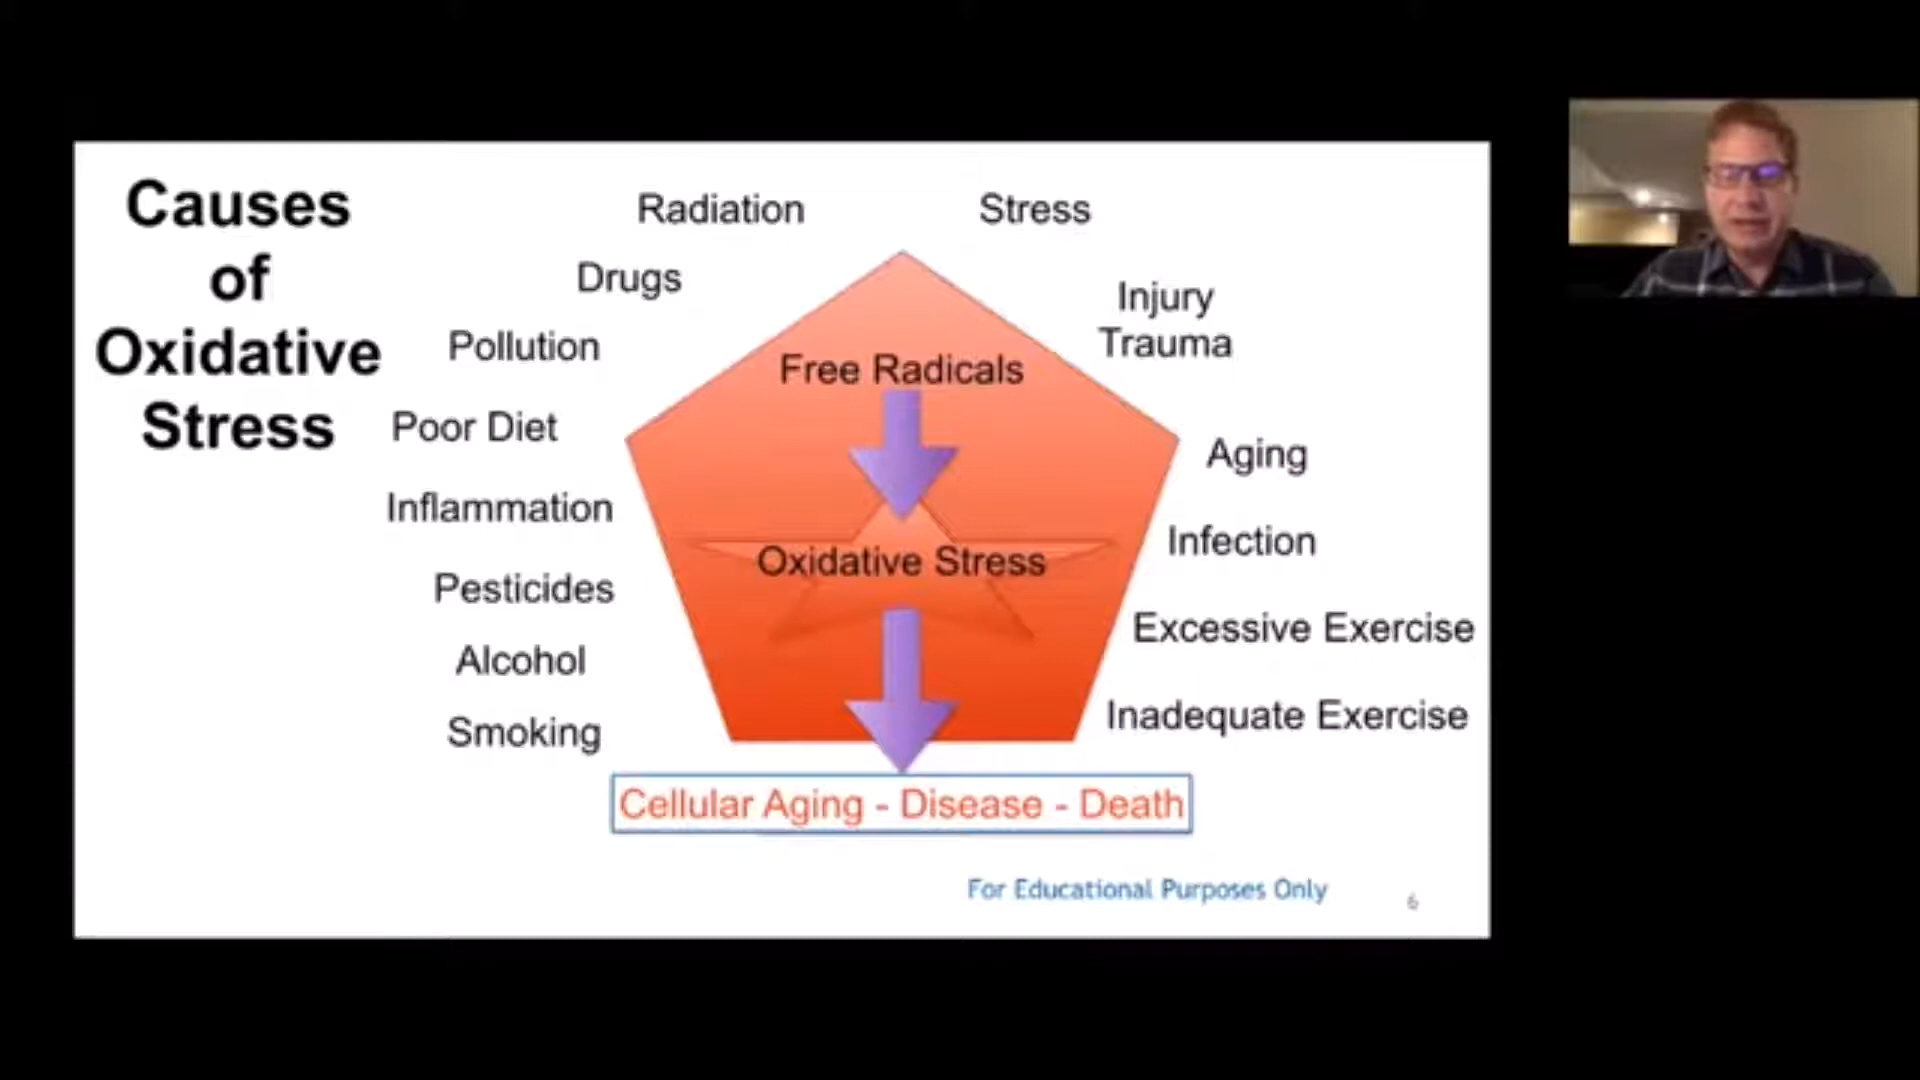 Causes
of
Oxidative
Stress
Radiation
Stress
Drugs
Injury
Trauma
Pollution
Free Radicals
Poor Diet
Aging
Inflammation
Infection
Oxidative Stress
Pesticides
Excessive Exercise
Alcohol
Inadequate Exercise
Smoking
Cellular Aging - Disease - Death
For Educational Purposes Only
6